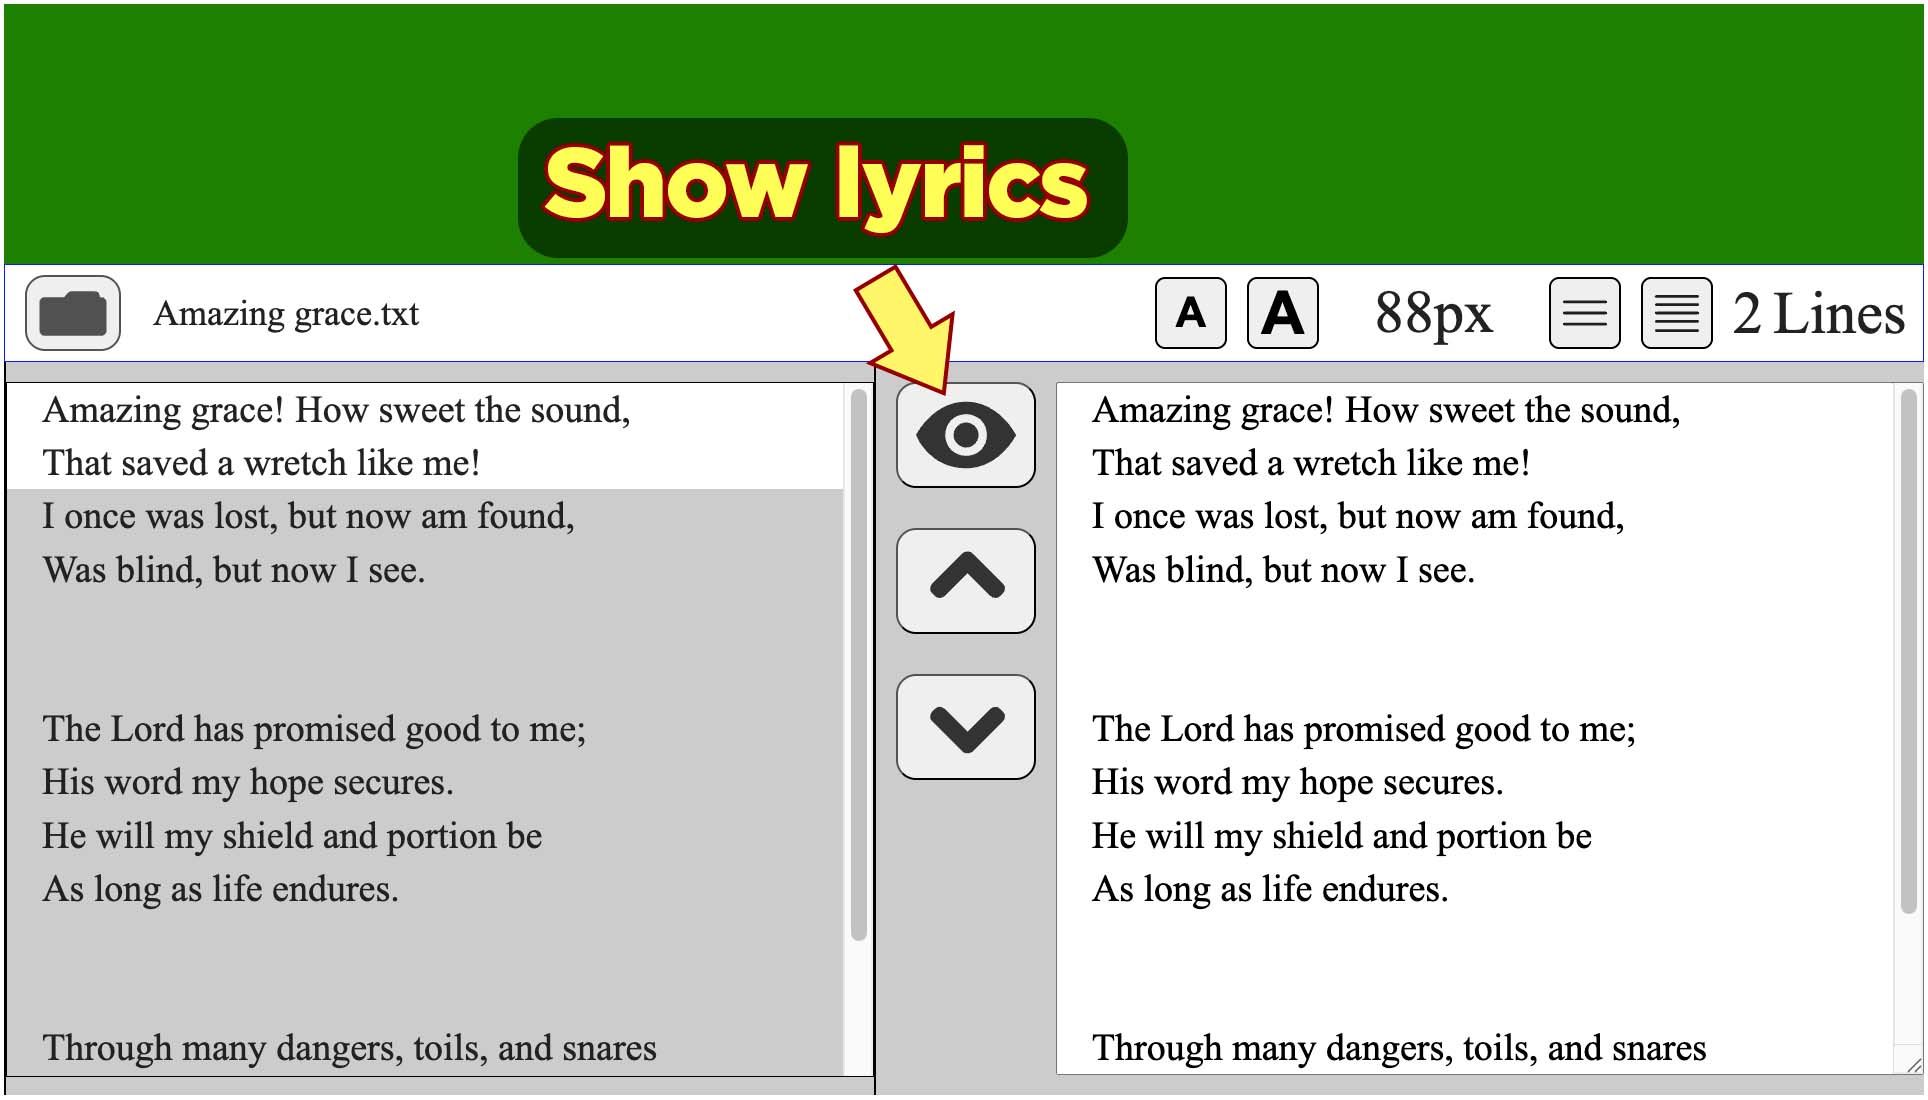 Show lyrics
Amazing grace.txt
A A 88px 2 Lines
Amazing grace! How sweet the sound,
That saved a wretch like me!
I once was lost, but now am found,
Was blind, but now I see.
The Lord has promised good to me;
His word my hope secures.
He will my shield and portion be
As long as life endures.
Through many dangers, toils, and snares
Amazing grace! How sweet the sound,
That saved a wretch like me!
I once was lost, but now am found,
Was blind, but now I see.
The Lord has promised good to me;
His word my hope secures.
He will my shield and portion be
As long as life endures.
Through many dangers, toils, and snares